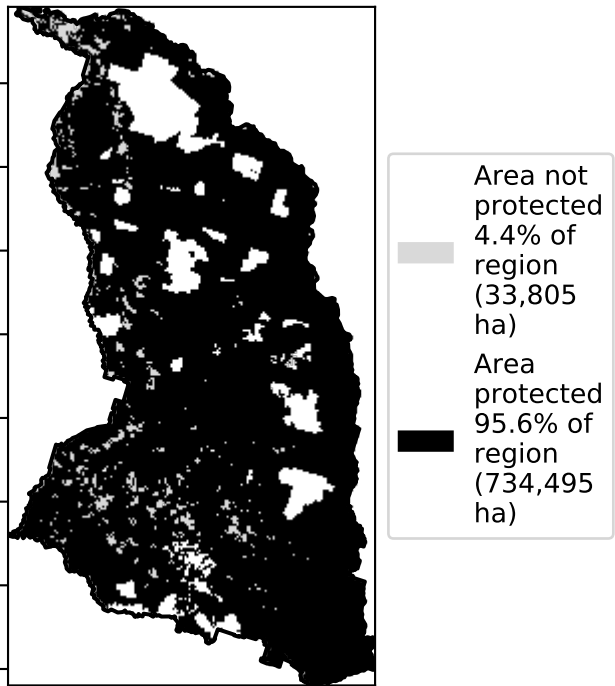 Area not
protected
4.4% of
region
(33,805
ha)
Area
protected
95.6% of
region
(734,495
ha)